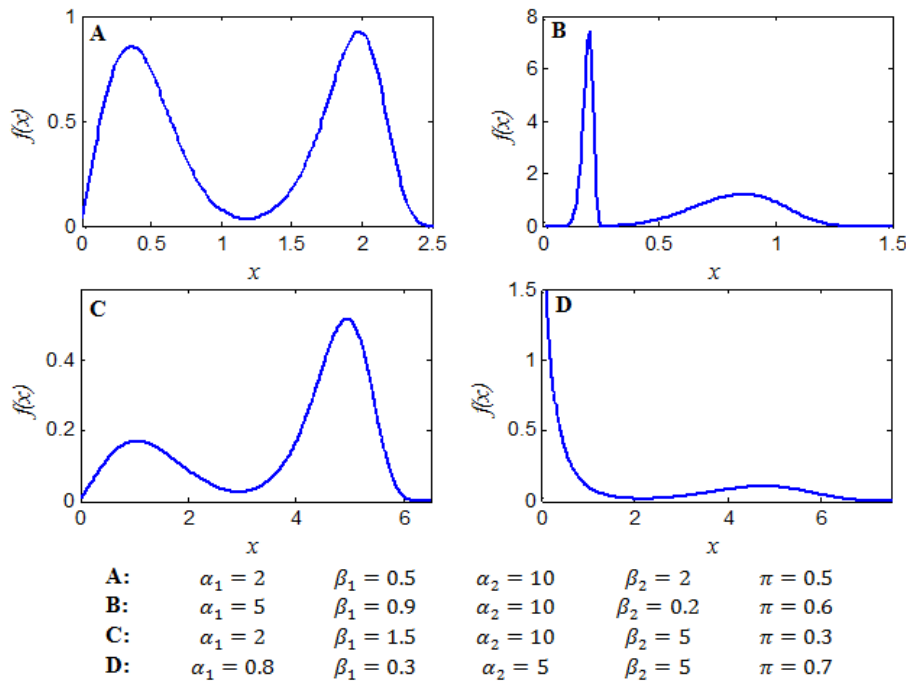 A
B
f(x)
1
0.5
0
0
0.5
1
1.5
2
2.5
x
f(x)
8
6
4
2
0
0
0.5
1
1.5
x
C
D
f(x)
0.4
0.2
0
0
2
4
6
x
f(x)
1.5
1
0.5
0
0
2
4
6
x
A: α₁ = 2 β₁ = 0.5 α₂ = 10 β₂ = 2 π = 0.5
B: α₁ = 5 β₁ = 0.9 α₂ = 10 β₂ = 0.2 π = 0.6
C: α₁ = 2 β₁ = 1.5 α₂ = 10 β₂ = 5 π = 0.3
D: α₁ = 0.8 β₁ = 0.3 α₂ = 5 β₂ = 5 π = 0.7